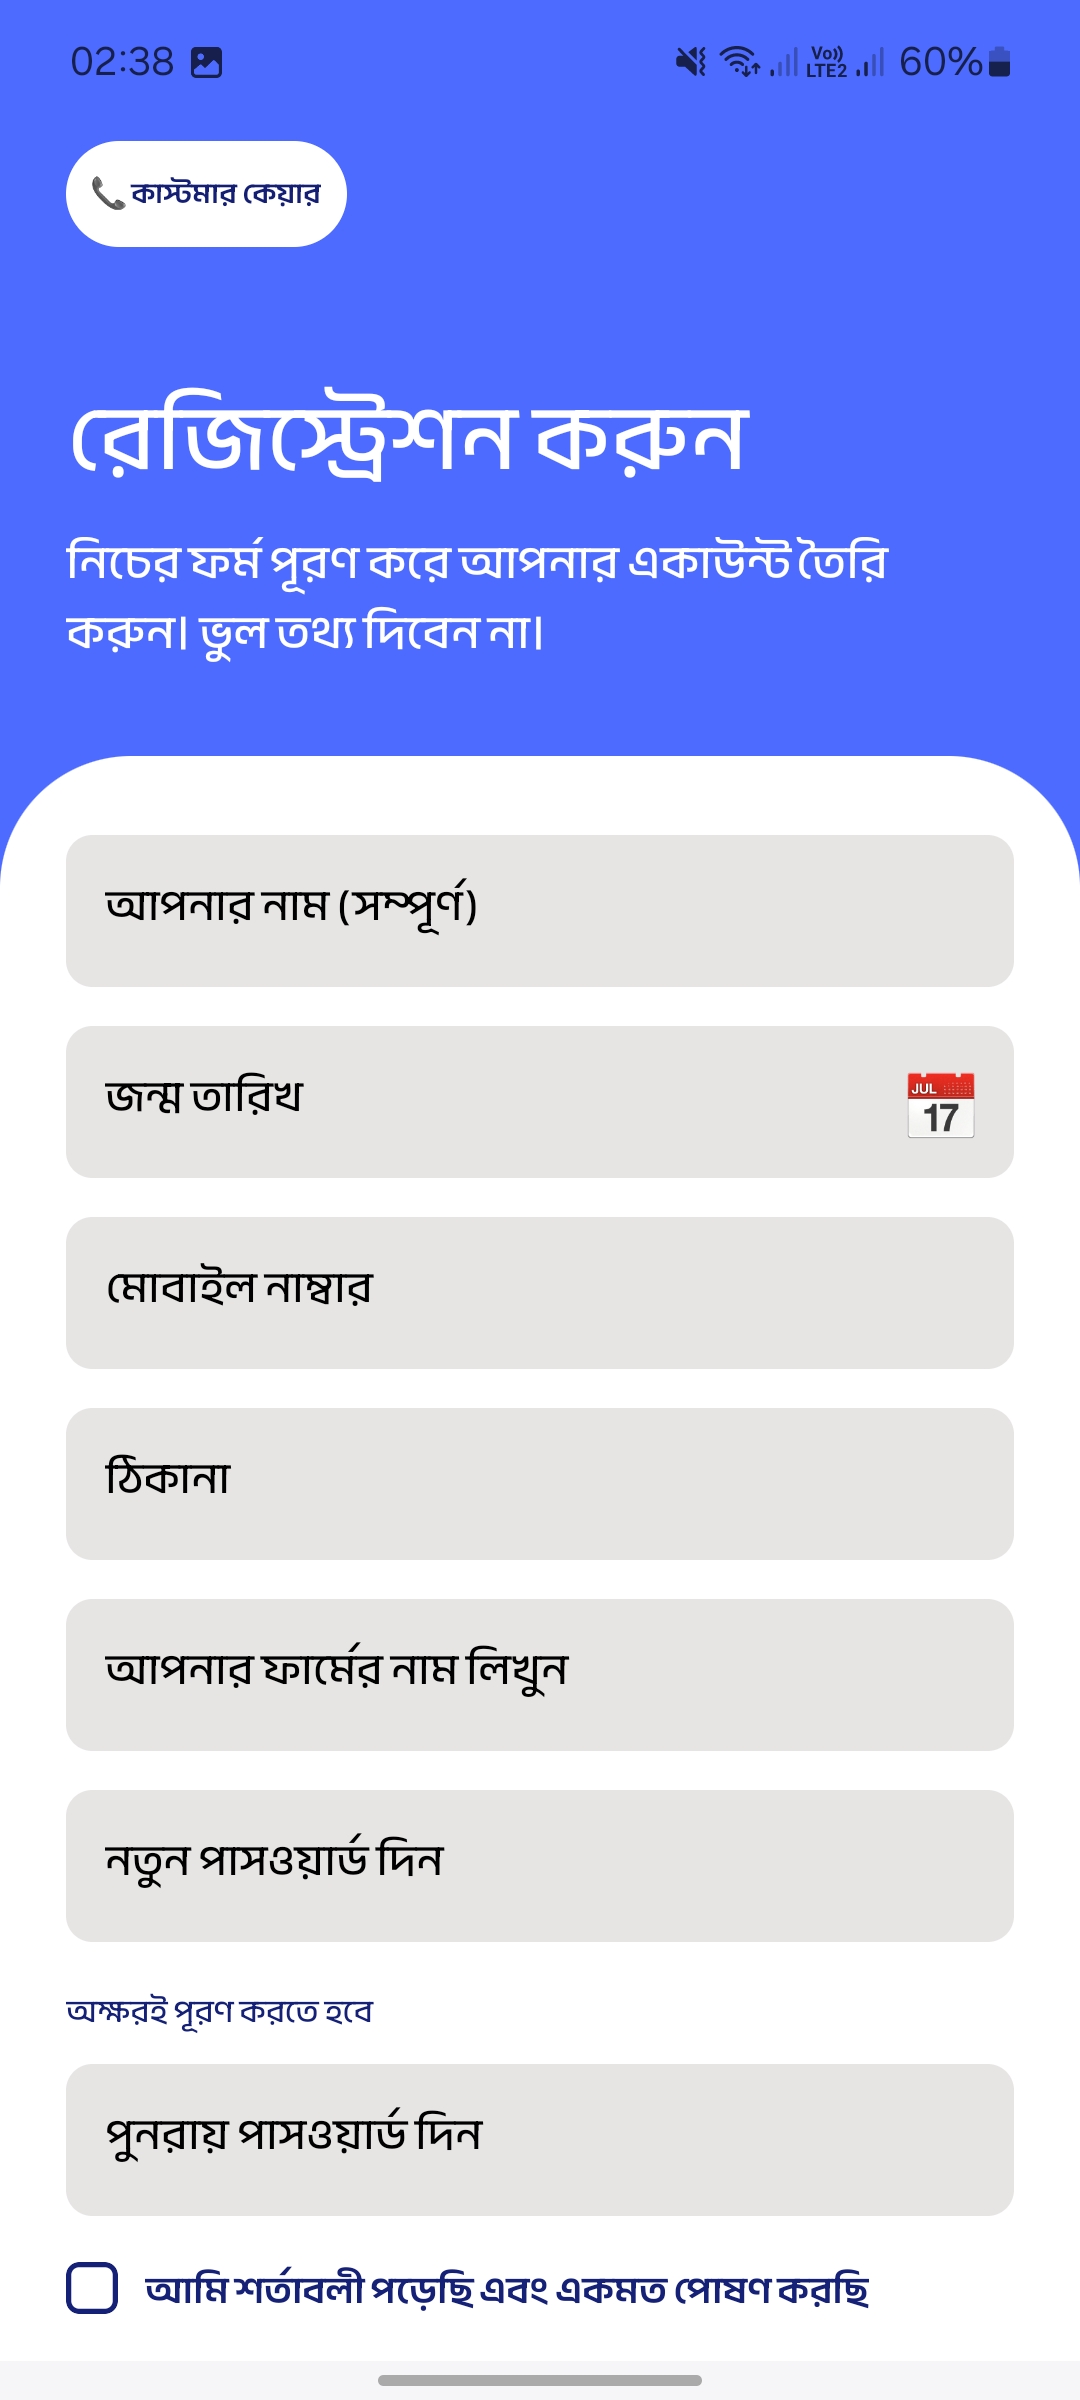 02:38
Vo)) LTE2 60%
কাস্টমার কেয়ার
রেজিস্ট্রেশন করুন
নিচের ফর্ম পূরণ করে আপনার একাউন্ট তৈরি
করুন। ভুল তথ্য দিবেন না।
আপনার নাম (সম্পূর্ণ)
জন্ম তারিখ
JUL
17
মোবাইল নাম্বার
ঠিকানা
আপনার ফার্মের নাম লিখুন
নতুন পাসওয়ার্ড দিন
অক্ষরই পূরণ করতে হবে
পুনরায় পাসওয়ার্ড দিন
আমি শর্তাবলী পড়েছি এবং একমত পোষণ করছি